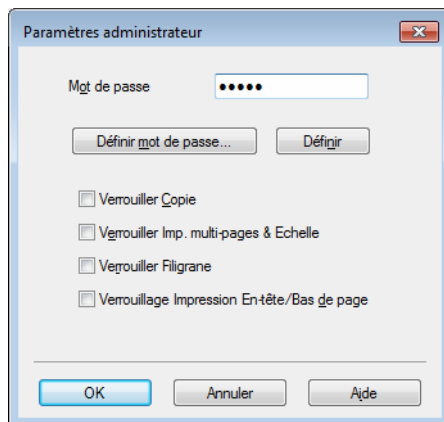 Paramètres administrateur
Mot de passe •••••
Définir mot de passe... Définir
Verrouiller Copie
Verrouiller Imp. multi-pages & Echelle
Verrouiller Filigrane
Verrouillage Impression En-tête/Bas de page
OK Annuler Aide